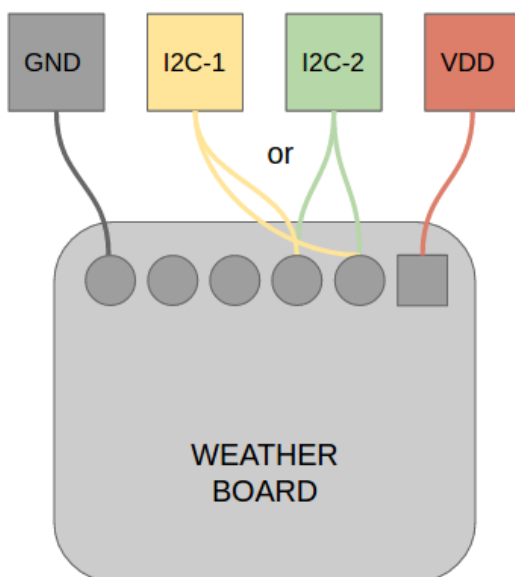 GND
I2C-1
I2C-2
VDD
or
WEATHER
BOARD